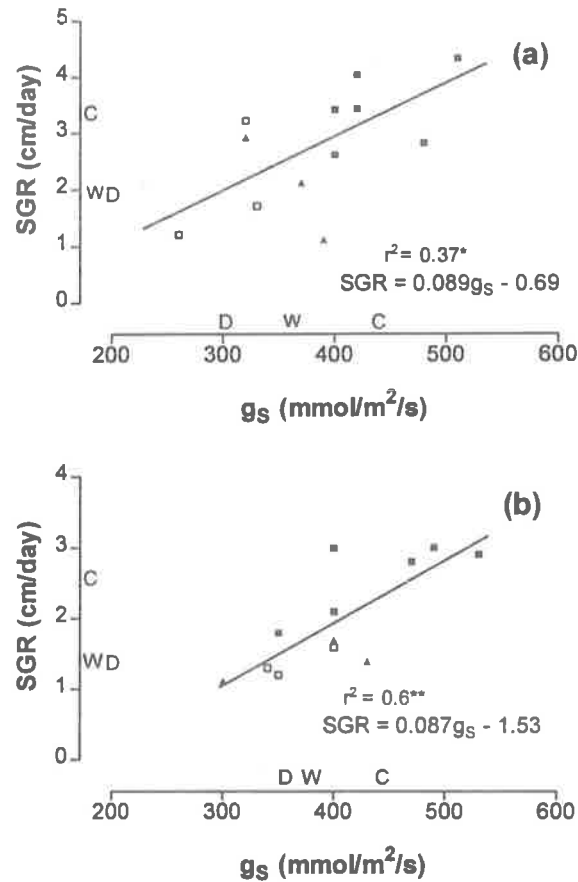 (a)
SGR (cm/day)
5
4
3
2
1
0
C
WD
r² = 0.37*
SGR = 0.089gS - 0.69
D W C
200 300 400 500 600
gS (mmol/m²/s)
(b)
SGR (cm/day)
4
3
2
1
0
C
WD
r² = 0.6**
SGR = 0.087gS - 1.53
D W C
200 300 400 500 600
gS (mmol/m²/s)